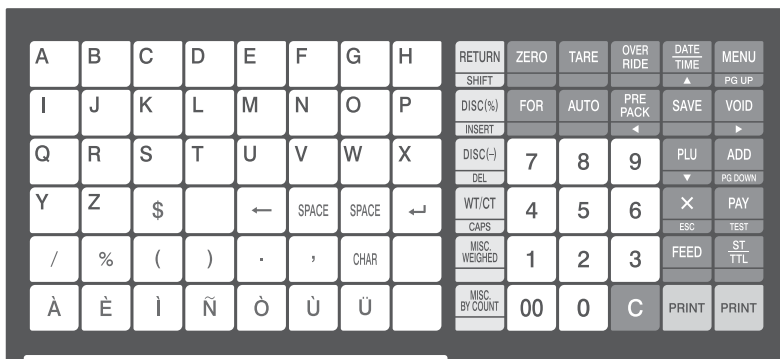 A B C D E F G H RETURN ZERO TARE OVER RIDE DATE TIME MENU
SHIFT ▲ PG UP
I J K L M N O P DISC(%) FOR AUTO PRE PACK SAVE VOID
INSERT ◀ ▶
Q R S T U V W X DISC(–) 7 8 9 PLU ADD
DEL ▼ PG DOWN
Y Z $ ← SPACE SPACE ↵ WT/CT 4 5 6 × PAY
CAPS ESC TEST
/ % ( ) . , CHAR MISC. WEIGHED 1 2 3 FEED ST TTL
À È Ì Ñ Ò Ù Ü MISC. BY COUNT 00 0 C PRINT PRINT